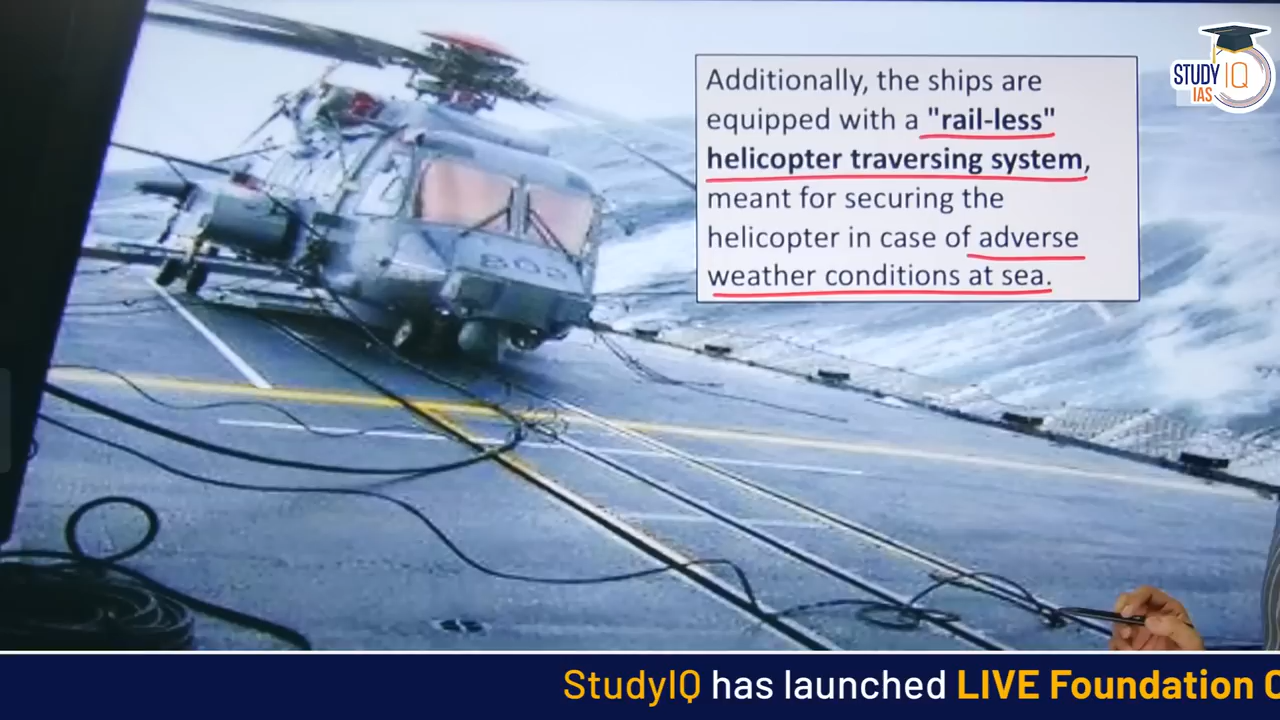 Additionally, the ships are
equipped with a "rail-less"
helicopter traversing system,
meant for securing the
helicopter in case of adverse
weather conditions at sea.
STUDY IQ
IAS
803
StudyIQ has launched LIVE Foundation C